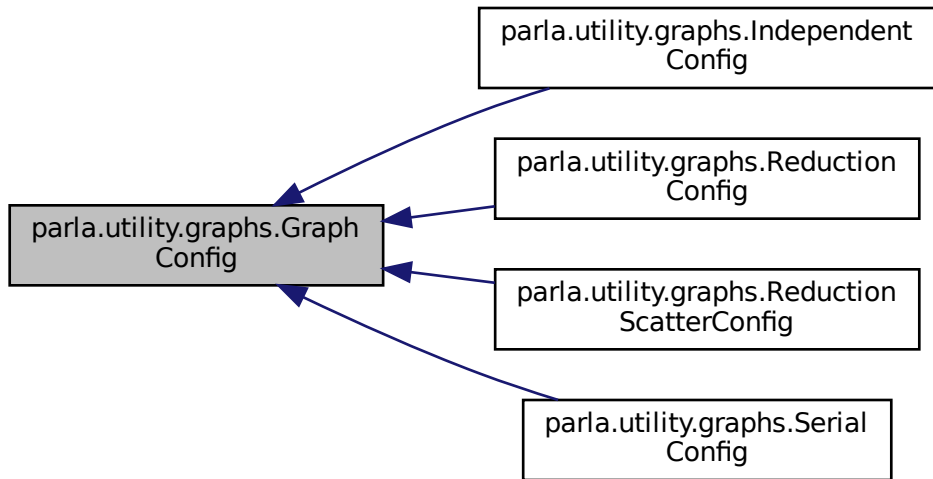 parla.utility.graphs.Independent
Config
parla.utility.graphs.Reduction
Config
parla.utility.graphs.Graph
Config
parla.utility.graphs.Reduction
ScatterConfig
parla.utility.graphs.Serial
Config